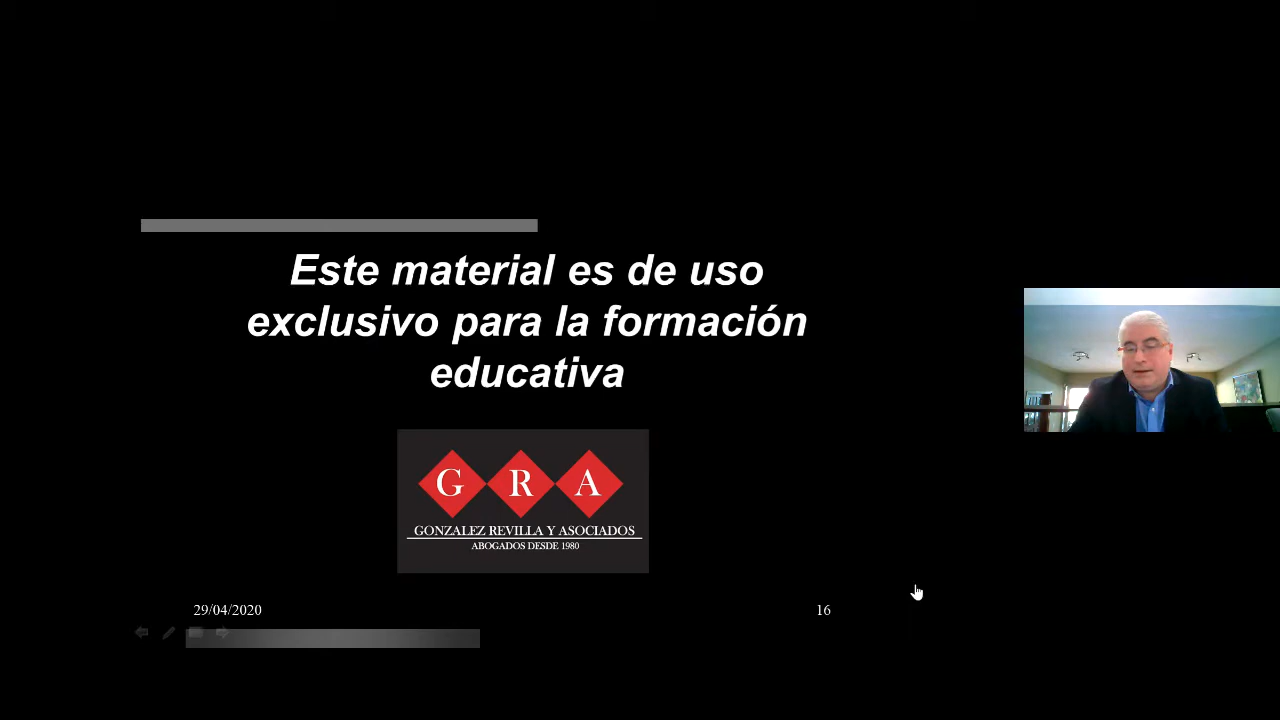 Este material es de uso
exclusivo para la formación
educativa
G R A
GONZALEZ REVILLA Y ASOCIADOS
ABOGADOS DESDE 1980
29/04/2020
16